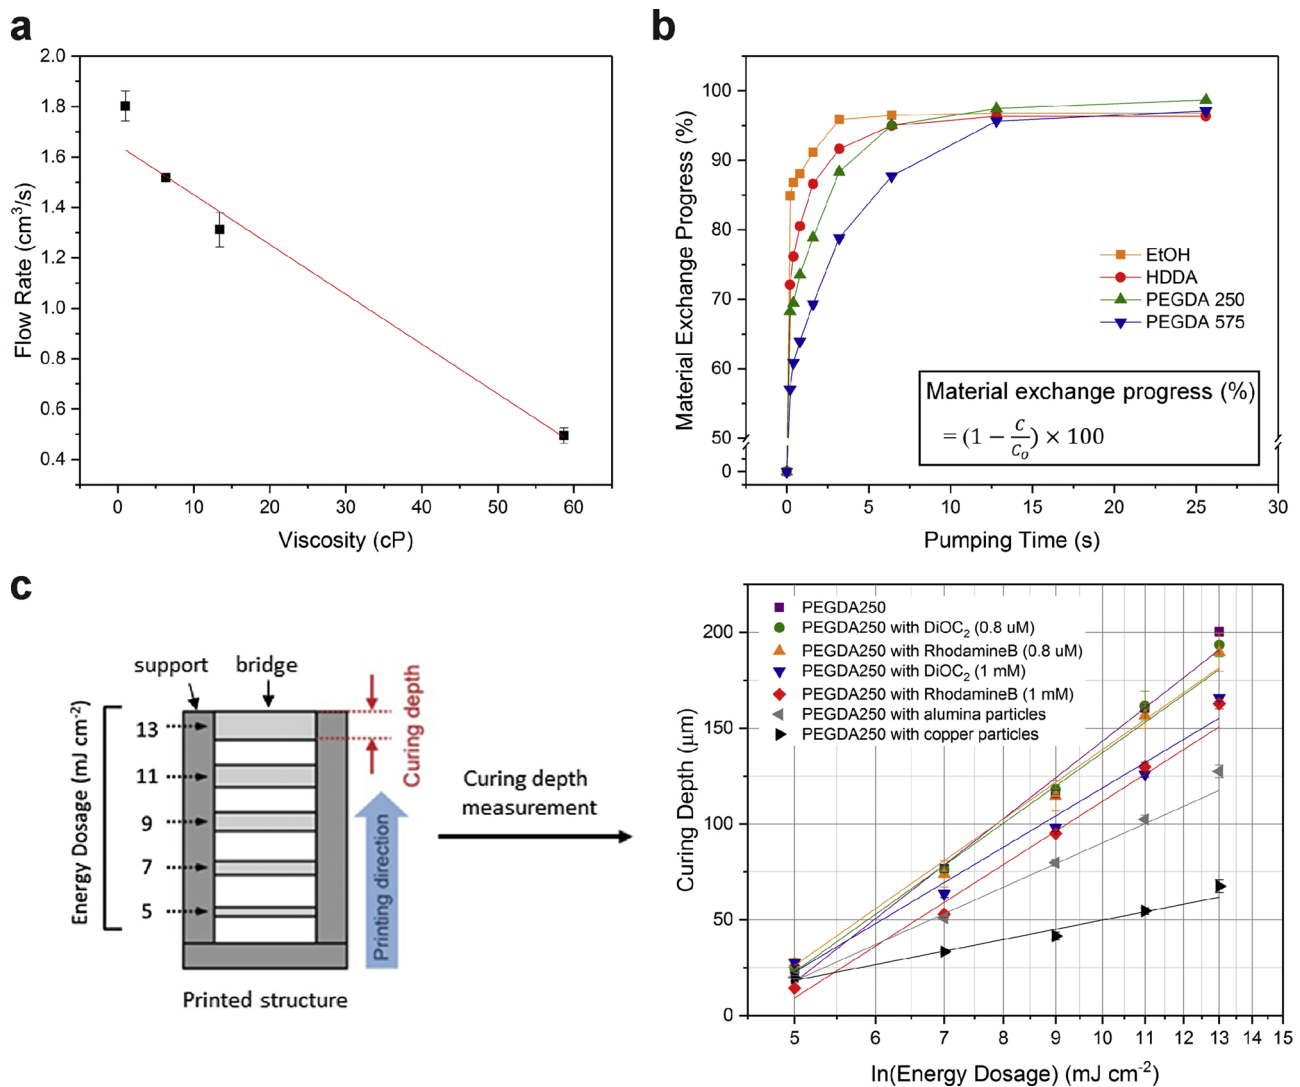 a
2.0
1.8
1.6
1.4
1.2
1.0
0.8
0.6
0.4
Flow Rate (cm³/s)
0 10 20 30 40 50 60
Viscosity (cP)
b
100
90
80
70
60
50
0
Material Exchange Progress (%)
EtOH
HDDA
PEGDA 250
PEGDA 575
Material exchange progress (%)
= (1 − C/Cₒ) × 100
0 5 10 15 20 25 30
Pumping Time (s)
c
support bridge
Energy Dosage (mJ cm⁻²)
13
11
9
7
5
Curing depth
Printing direction
Printed structure
Curing depth
measurement
PEGDA250
PEGDA250 with DiOC₂ (0.8 uM)
PEGDA250 with RhodamineB (0.8 uM)
PEGDA250 with DiOC₂ (1 mM)
PEGDA250 with RhodamineB (1 mM)
PEGDA250 with alumina particles
PEGDA250 with copper particles
200
150
100
50
0
Curing Depth (μm)
5 6 7 8 9 10 11 12 13 14 15
ln(Energy Dosage) (mJ cm⁻²)